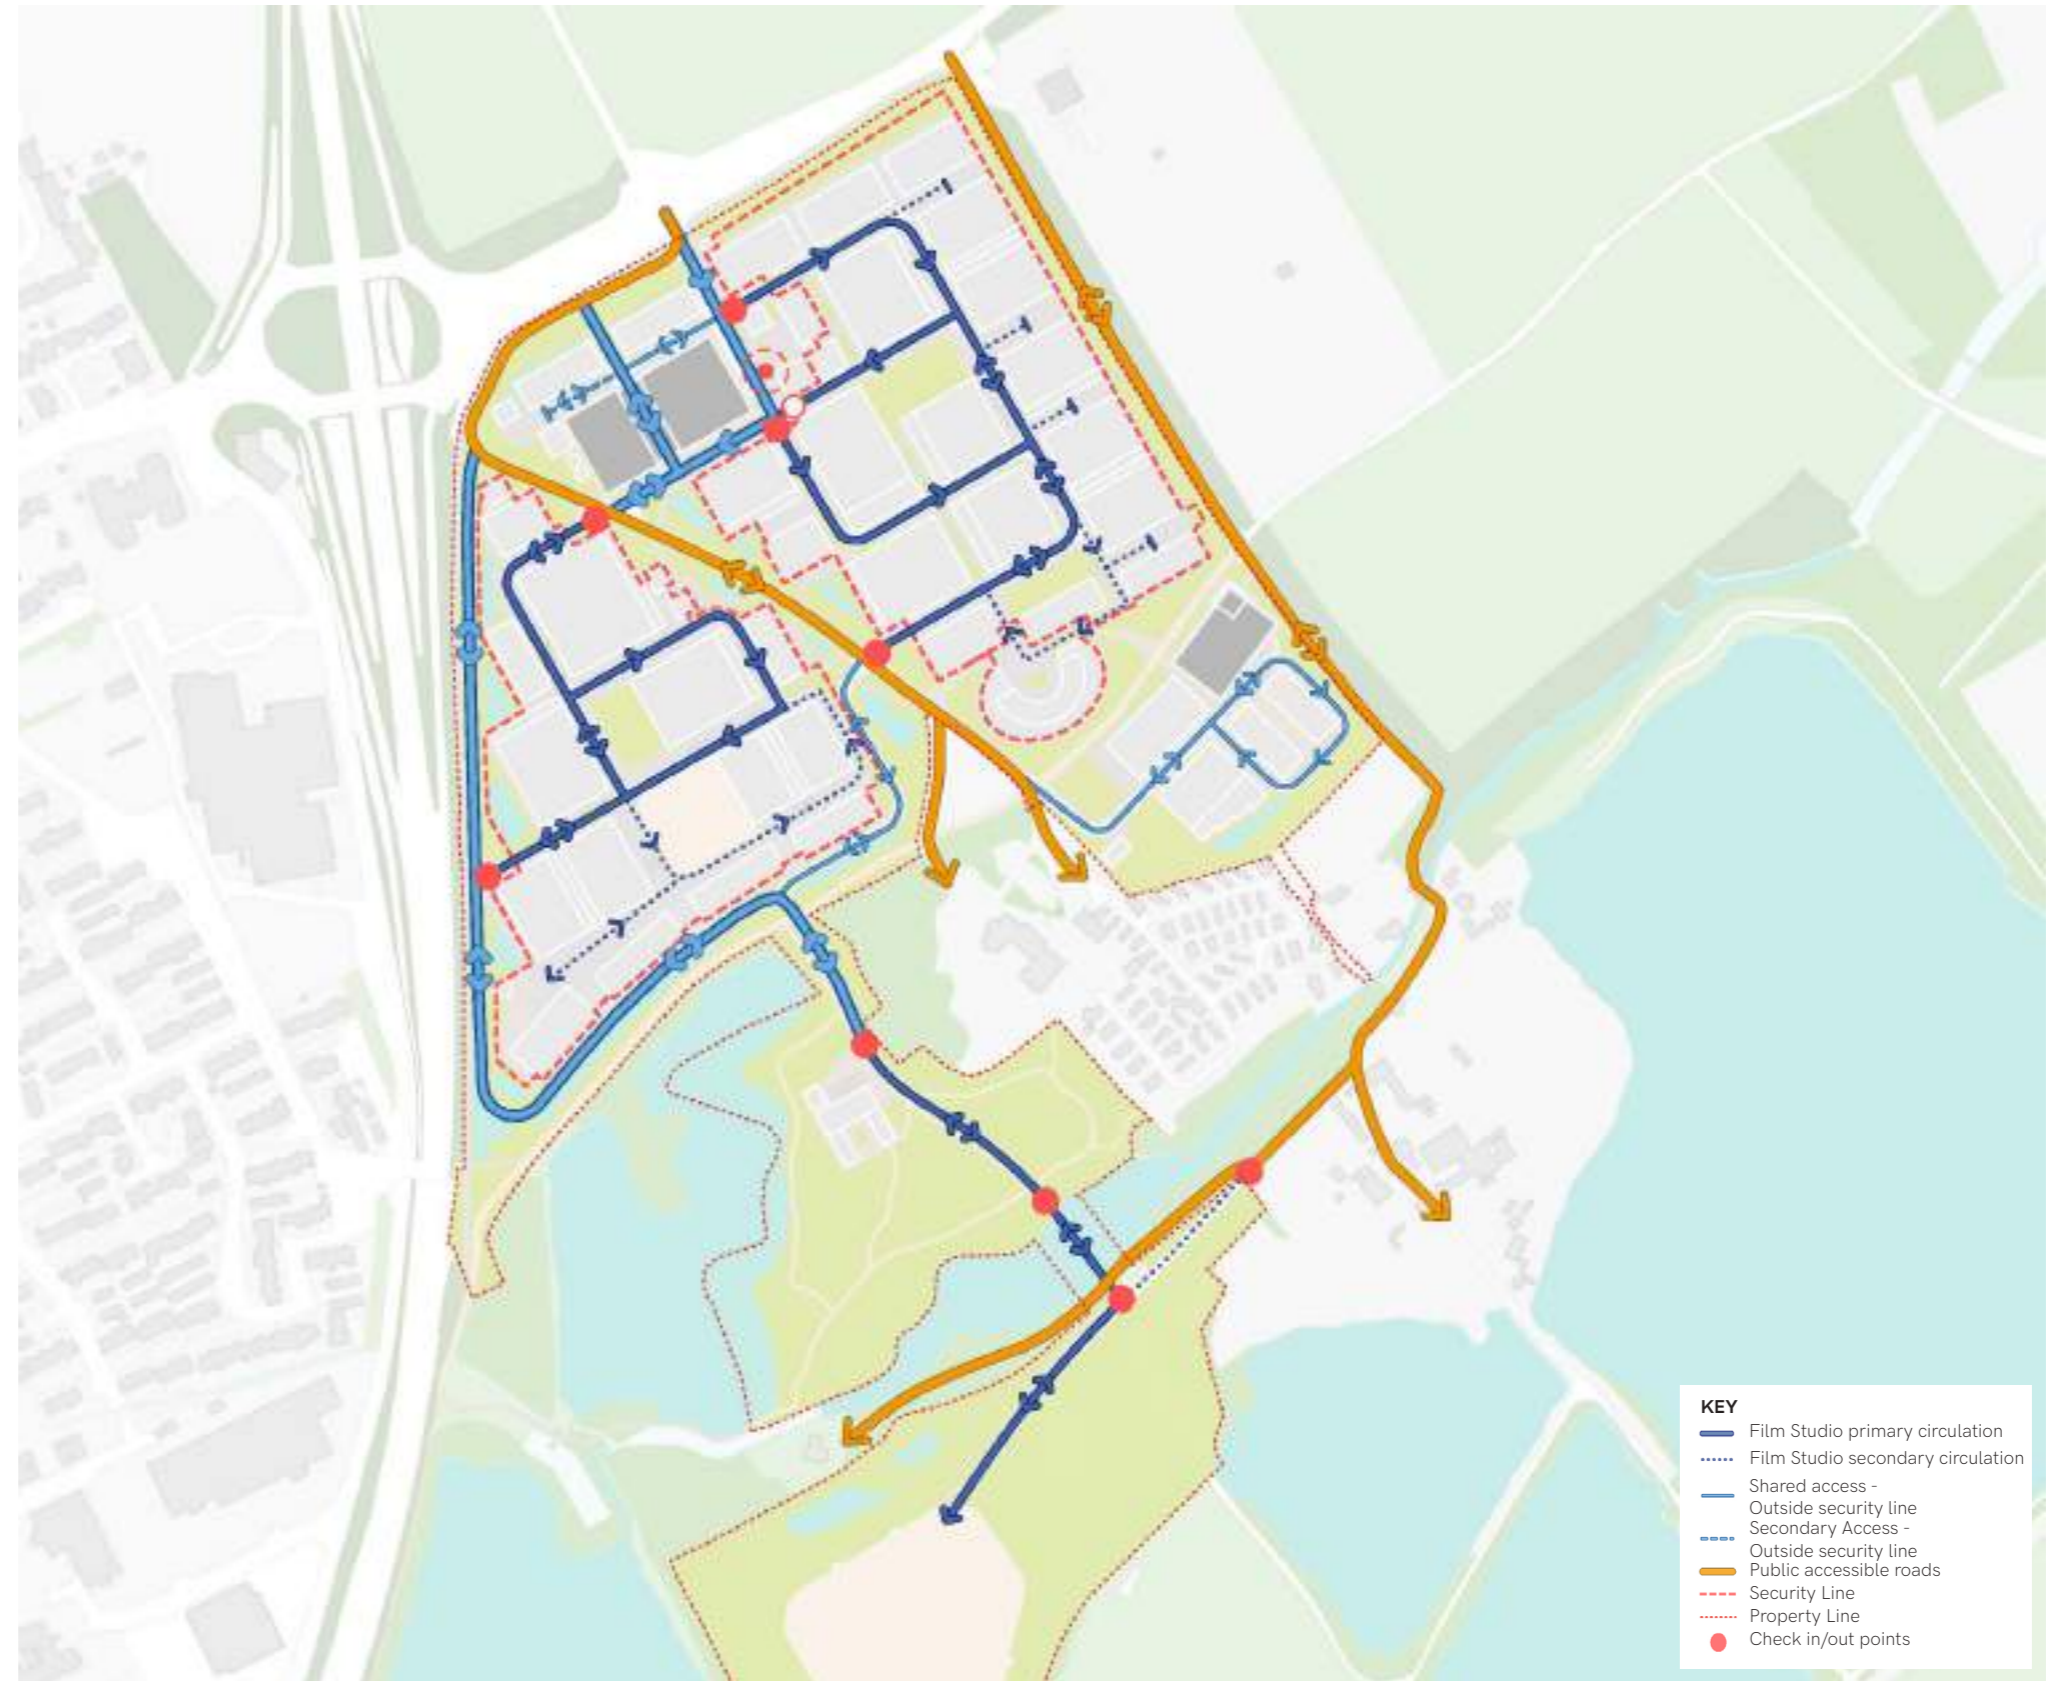 KEY
Film Studio primary circulation
Film Studio secondary circulation
Shared access -
Outside security line
Secondary Access -
Outside security line
Public accessible roads
Security Line
Property Line
Check in/out points